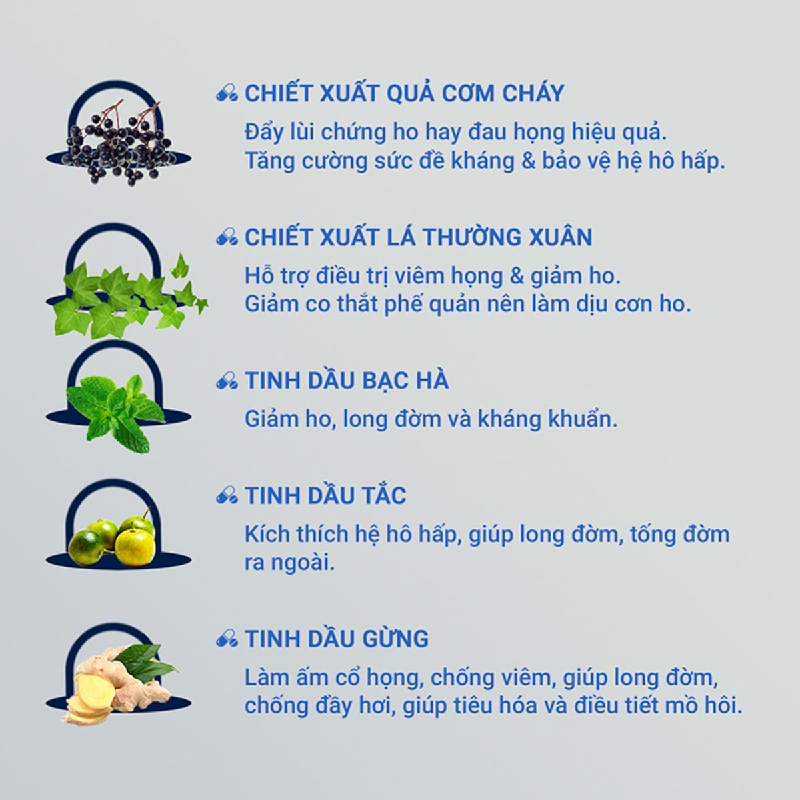 CHIẾT XUẤT QUẢ CƠM CHÁY
Đẩy lùi chứng ho hay đau họng hiệu quả.
Tăng cường sức đề kháng & bảo vệ hệ hô hấp.
CHIẾT XUẤT LÁ THƯỜNG XUÂN
Hỗ trợ điều trị viêm họng & giảm ho.
Giảm co thắt phế quản nên làm dịu cơn ho.
TINH DẦU BẠC HÀ
Giảm ho, long đờm và kháng khuẩn.
TINH DẦU TẮC
Kích thích hệ hô hấp, giúp long đờm, tống đờm
ra ngoài.
TINH DẦU GỪNG
Làm ấm cổ họng, chống viêm, giúp long đờm,
chống đầy hơi, giúp tiêu hóa và điều tiết mồ hôi.